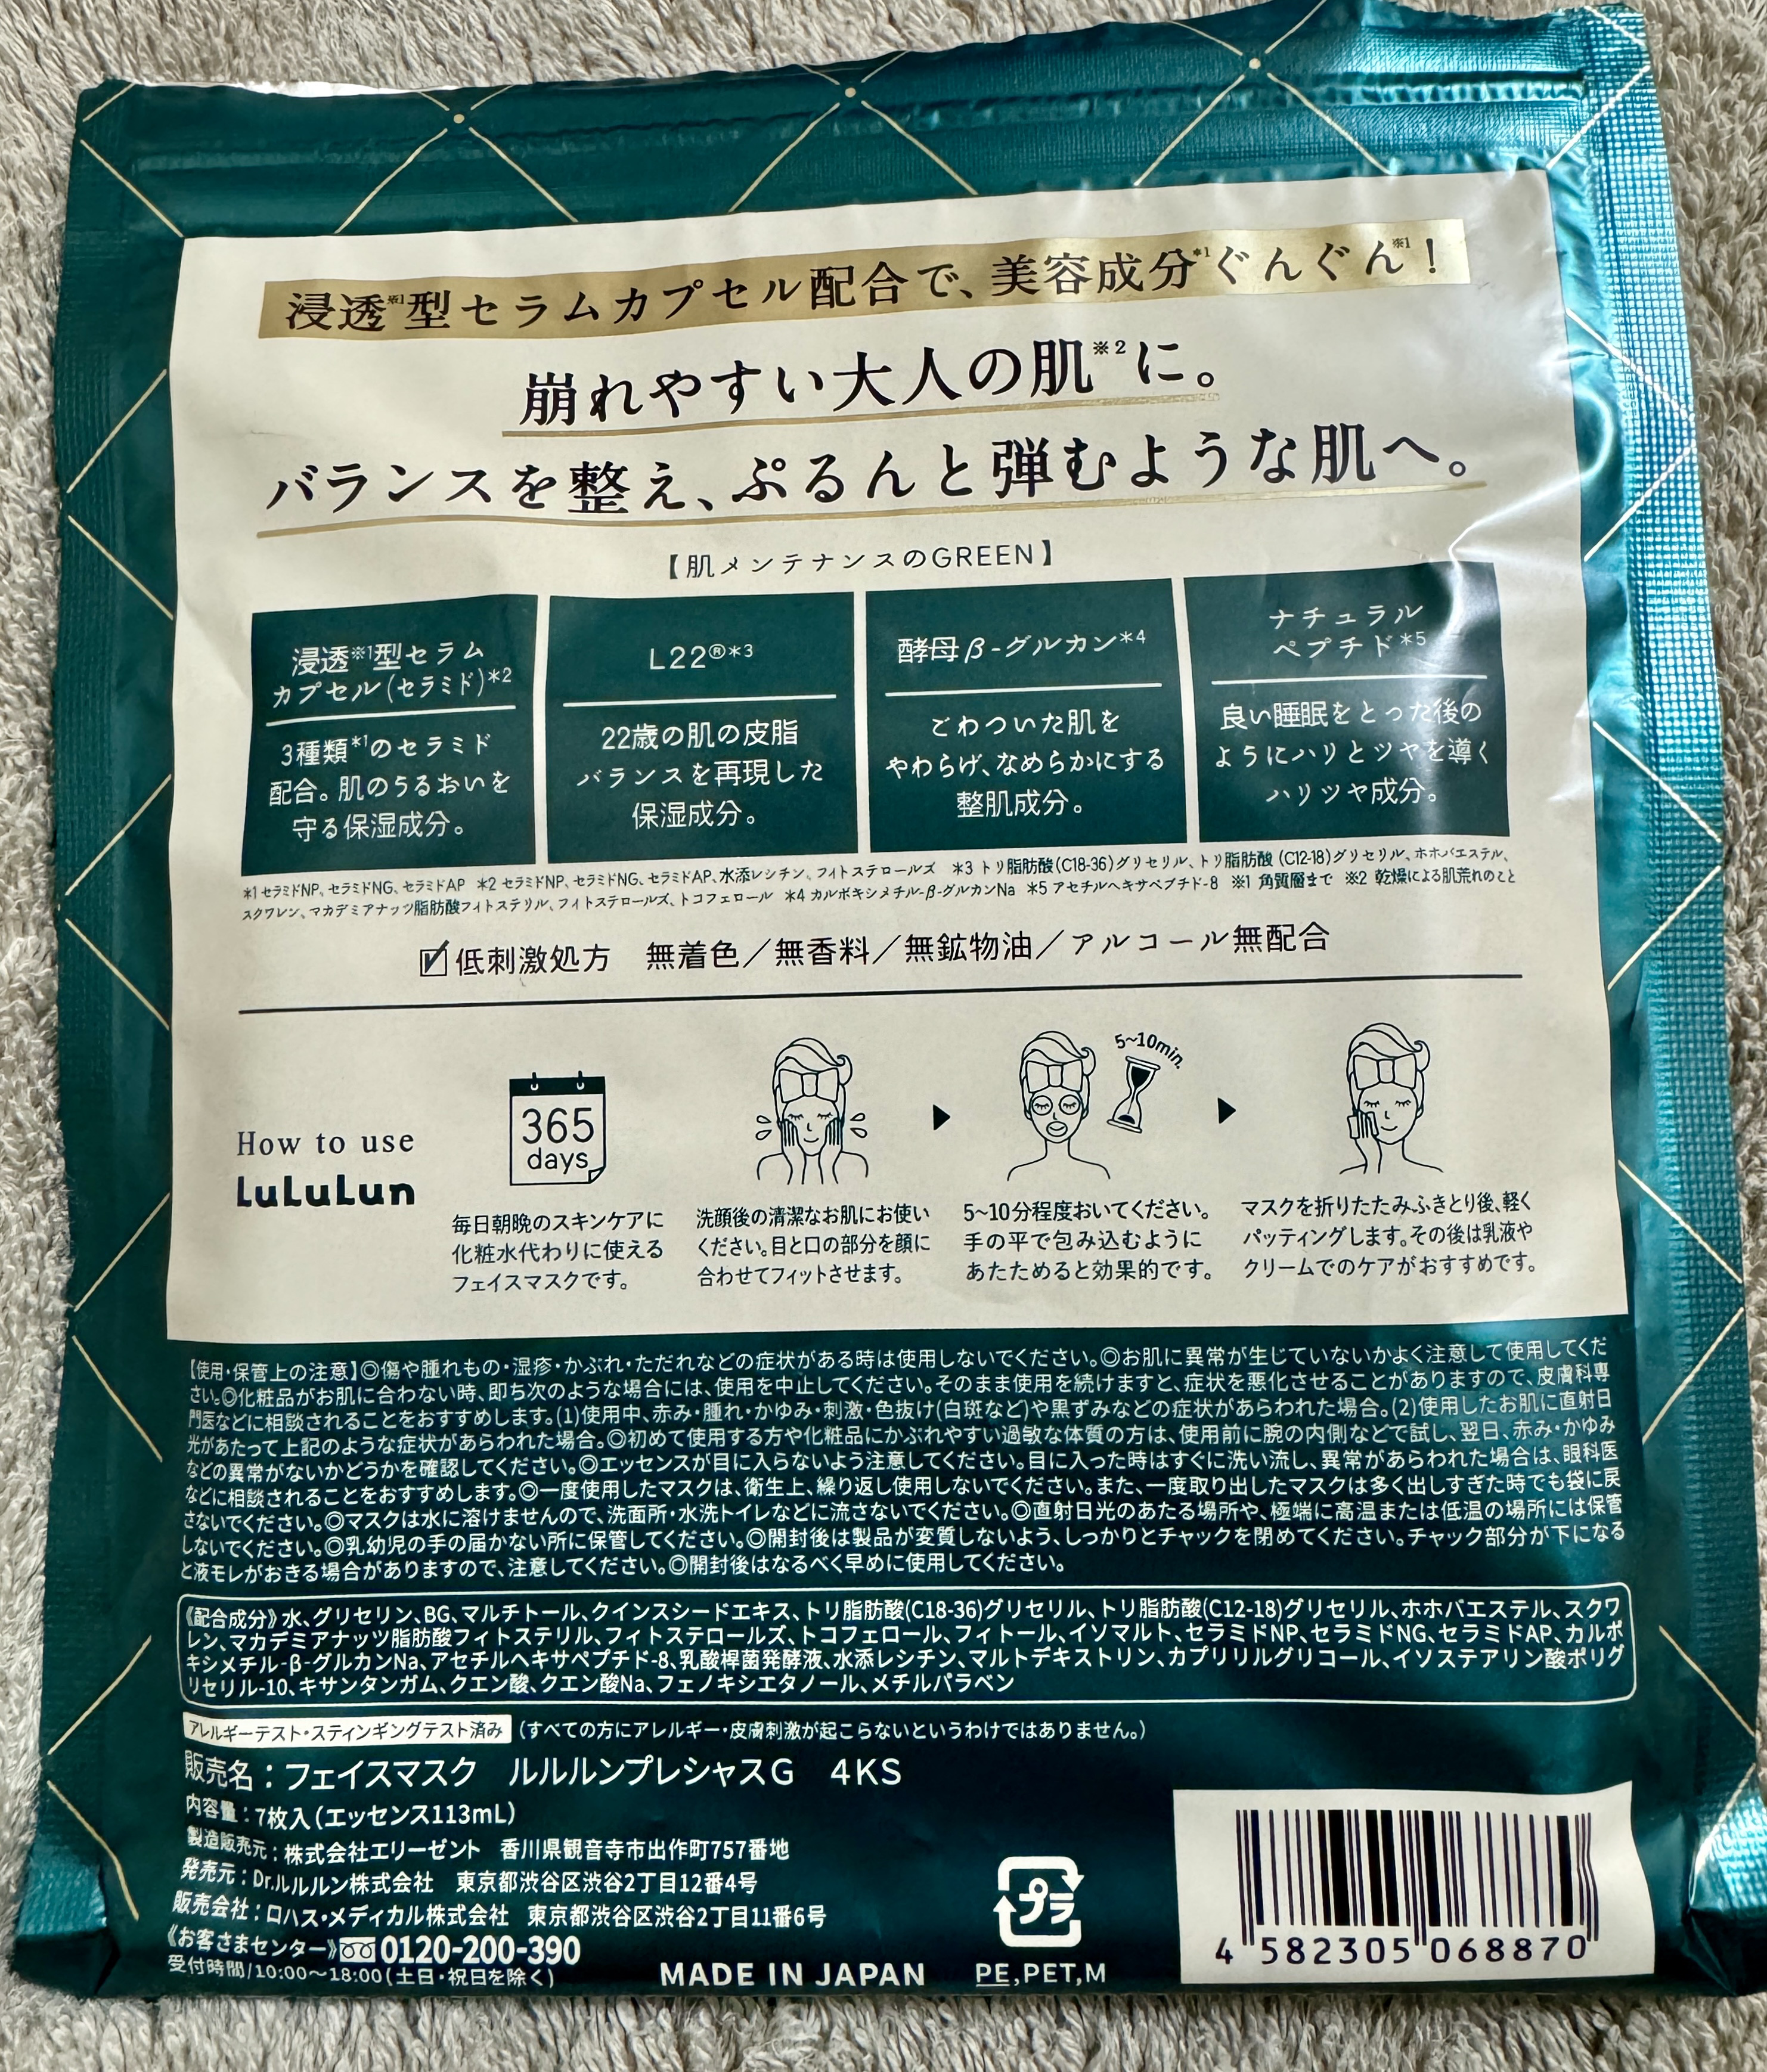 浸透※1型セラムカプセル配合で、美容成分*1ぐんぐん※1！
崩れやすい大人の肌※2に。
バランスを整え、ぷるんと弾むような肌へ。
【肌メンテナンスのGREEN】
浸透※1型セラム
カプセル(セラミド)*2
3種類*1のセラミド
配合。肌のうるおいを
守る保湿成分。
L22®*3
22歳の肌の皮脂
バランスを再現した
保湿成分。
酵母β-グルカン*4
ごわついた肌を
やわらげ、なめらかにする
整肌成分。
ナチュラル
ペプチド*5
良い睡眠をとった後の
ようにハリとツヤを導く
ハリツヤ成分。
*1 セラミドNP、セラミドNG、セラミドAP *2 セラミドNP、セラミドNG、セラミドAP、水添レシチン、フィトステロールズ *3 トリ脂肪酸(C18-36)グリセリル、トリ脂肪酸(C12-18)グリセリル、ホホバエステル、
スクワレン、マカデミアナッツ脂肪酸フィトステリル、フィトステロールズ、トコフェロール *4 カルボキシメチル-β-グルカンNa *5 アセチルヘキサペプチド-8 ※1 角質層まで ※2 乾燥による肌荒れのこと
低刺激処方 無着色／無香料／無鉱物油／アルコール無配合
How to use
LuLuLun
365
days
毎日朝晩のスキンケアに
化粧水代わりに使える
フェイスマスクです。
洗顔後の清潔なお肌にお使い
ください。目と口の部分を顔に
合わせてフィットさせます。
5~10min.
5~10分程度おいてください。
手の平で包み込むように
あたためると効果的です。
マスクを折りたたみふきとり後、軽く
パッティングします。その後は乳液や
クリームでのケアがおすすめです。
【使用・保管上の注意】◎傷や腫れもの・湿疹・かぶれ・ただれなどの症状がある時は使用しないでください。◎お肌に異常が生じていないかよく注意して使用してくだ
さい。◎化粧品がお肌に合わない時、即ち次のような場合には、使用を中止してください。そのまま使用を続けますと、症状を悪化させることがありますので、皮膚科専
門医などに相談されることをおすすめします。(1)使用中、赤み・腫れ・かゆみ・刺激・色抜け(白斑など)や黒ずみなどの症状があらわれた場合。(2)使用したお肌に直射日
光があたって上記のような症状があらわれた場合。◎初めて使用する方や化粧品にかぶれやすい過敏な体質の方は、使用前に腕の内側などで試し、翌日、赤み・かゆみ
などの異常がないかどうかを確認してください。◎エッセンスが目に入らないよう注意してください。目に入った時はすぐに洗い流し、異常があらわれた場合は、眼科医
などに相談されることをおすすめします。◎一度使用したマスクは、衛生上、繰り返し使用しないでください。また、一度取り出したマスクは多く出しすぎた時でも袋に戻
さないでください。◎マスクは水に溶けませんので、洗面所・水洗トイレなどに流さないでください。◎直射日光のあたる場所や、極端に高温または低温の場所には保管
しないでください。◎乳幼児の手の届かない所に保管してください。◎開封後は製品が変質しないよう、しっかりとチャックを閉めてください。チャック部分が下になる
と液モレがおきる場合がありますので、注意してください。◎開封後はなるべく早めに使用してください。
《配合成分》水、グリセリン、BG、マルチトール、クインスシードエキス、トリ脂肪酸(C18-36)グリセリル、トリ脂肪酸(C12-18)グリセリル、ホホバエステル、スクワ
レン、マカデミアナッツ脂肪酸フィトステリル、フィトステロールズ、トコフェロール、フィトール、イソマルト、セラミドNP、セラミドNG、セラミドAP、カルボ
キシメチル-β-グルカンNa、アセチルヘキサペプチド-8、乳酸桿菌発酵液、水添レシチン、マルトデキストリン、カプリリルグリコール、イソステアリン酸ポリグ
リセリル-10、キサンタンガム、クエン酸、クエン酸Na、フェノキシエタノール、メチルパラベン
アレルギーテスト・スティンギングテスト済み (すべての方にアレルギー・皮膚刺激が起こらないというわけではありません。)
販売名：フェイスマスク ルルルンプレシャスG 4KS
内容量：7枚入(エッセンス113mL)
製造販売元：株式会社エリーゼント 香川県観音寺市出作町757番地
発売元：Dr.ルルルン株式会社 東京都渋谷区渋谷2丁目12番4号
販売会社：ロハス・メディカル株式会社 東京都渋谷区渋谷2丁目11番6号
《お客さまセンター》0120-200-390
受付時間/10:00～18:00(土日・祝日を除く)
MADE IN JAPAN
プラ
PE,PET,M
4 582305 068870